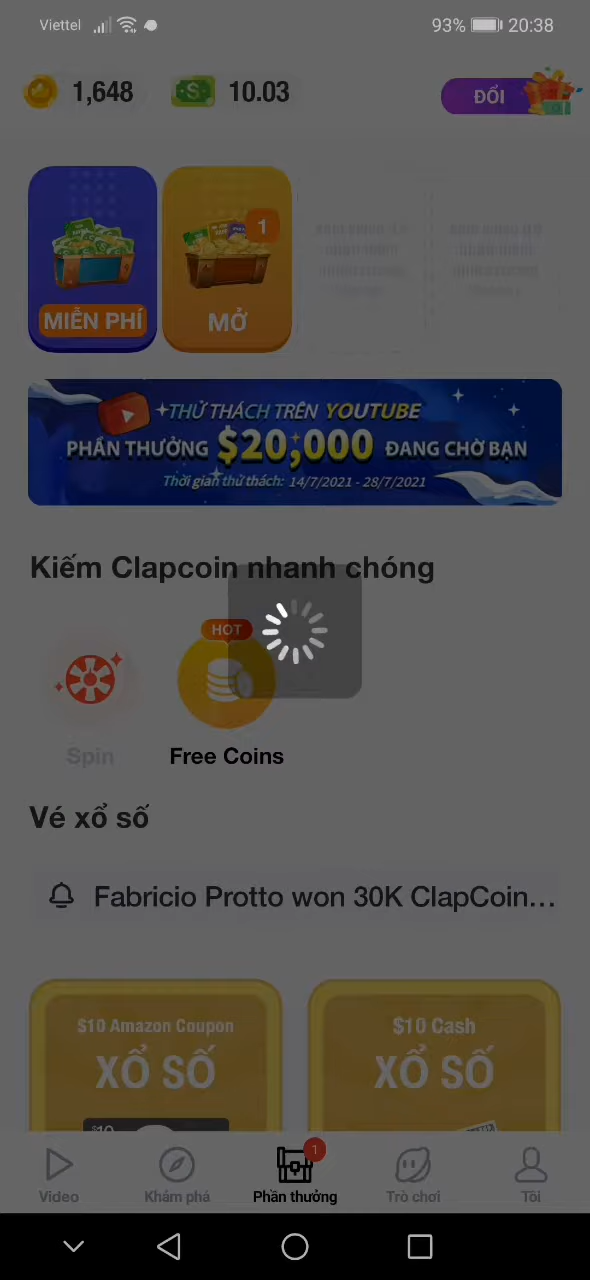 Viettel
93% 20:38
1,648 10.03 ĐỔI
1
MIỄN PHÍ MỞ
THỬ THÁCH TRÊN YOUTUBE
PHẦN THƯỞNG $20,000 ĐANG CHỜ BẠN
Thời gian thử thách: 14/7/2021 - 28/7/2021
Kiếm Clapcoin nhanh chóng
HOT
Spin Free Coins
Vé xổ số
Fabricio Protto won 30K ClapCoin...
$10 Amazon Coupon $10 Cash
XỔ SỐ XỔ SỐ
$10
1
Video Khám phá Phần thưởng Trò chơi Tôi